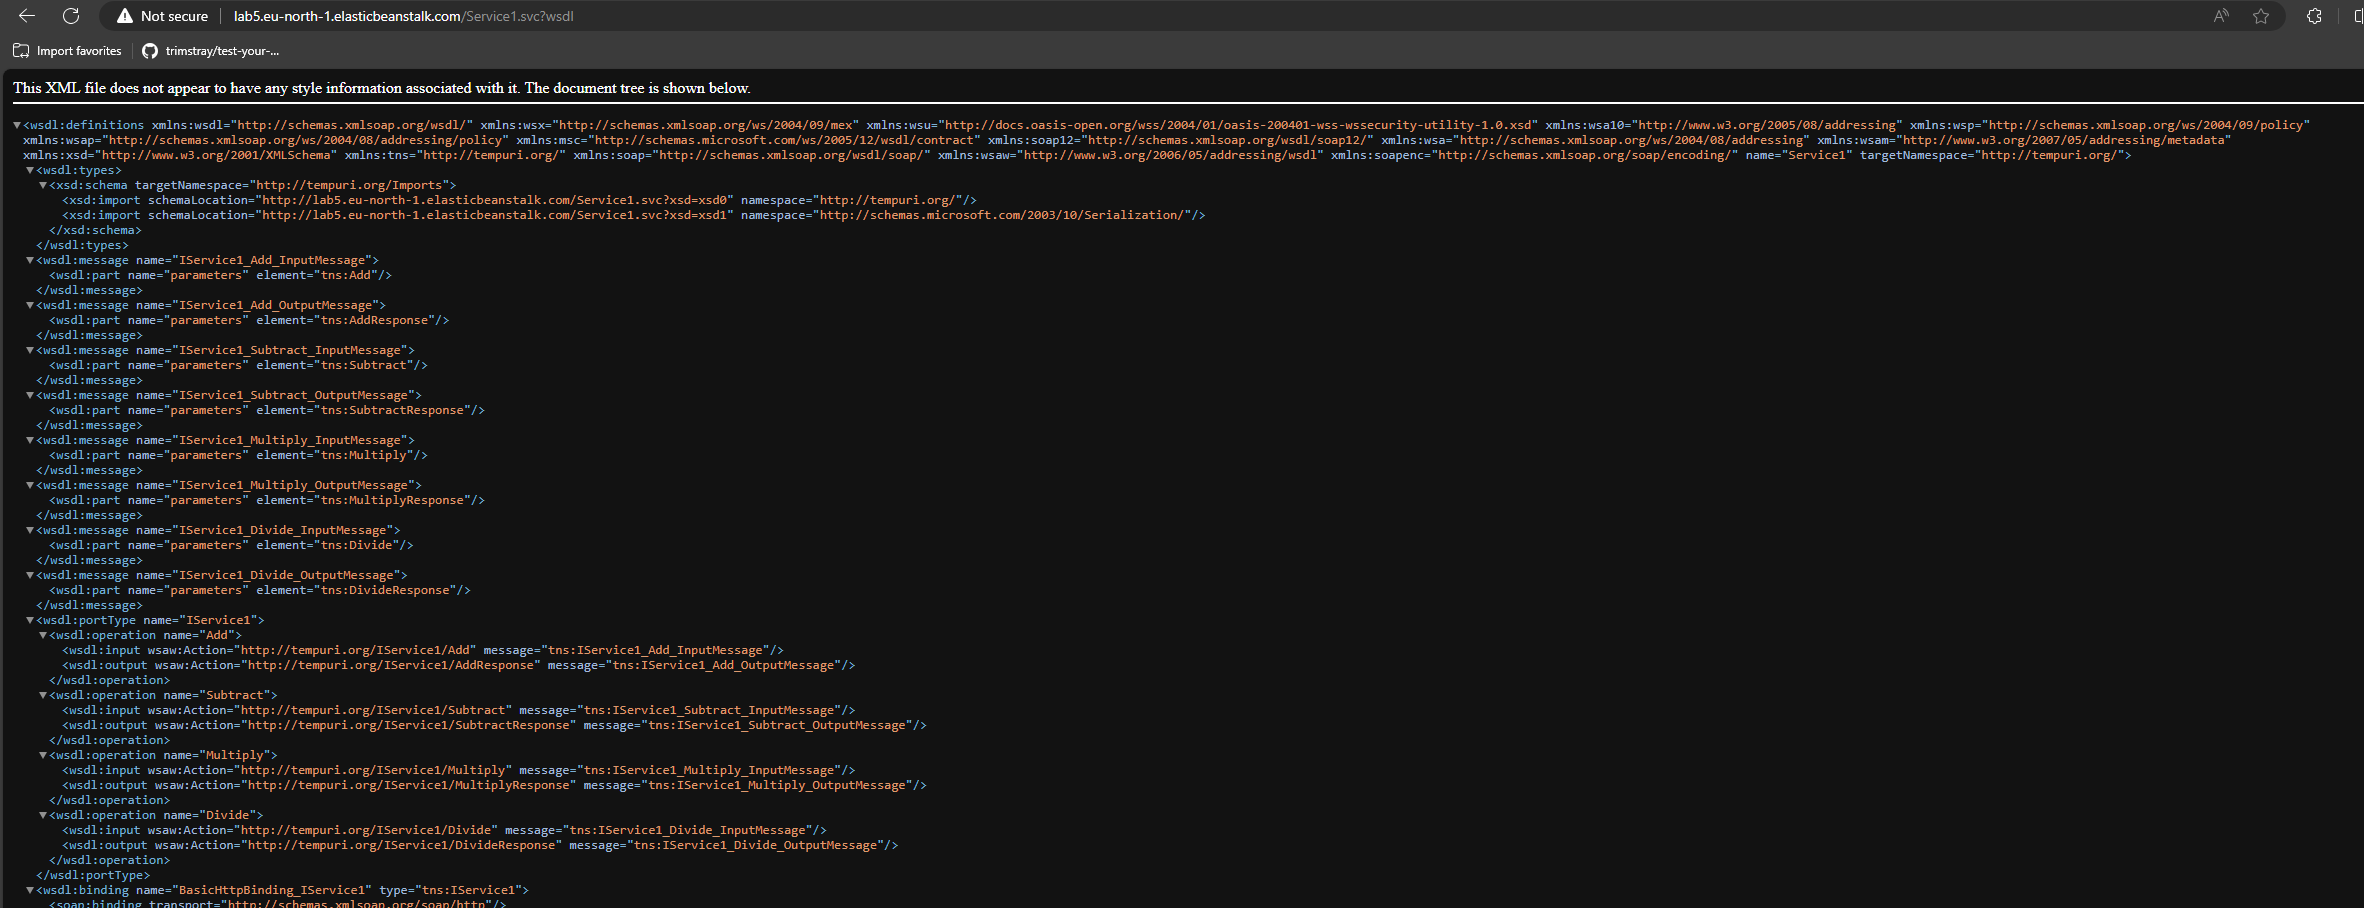 Not secure lab5.eu-north-1.elasticbeanstalk.com/Service1.svc?wsdl
Import favorites trimstray/test-your-...
This XML file does not appear to have any style information associated with it. The document tree is shown below.
▼<wsdl:definitions xmlns:wsdl="http://schemas.xmlsoap.org/wsdl/" xmlns:wsx="http://schemas.xmlsoap.org/ws/2004/09/mex" xmlns:wsu="http://docs.oasis-open.org/wss/2004/01/oasis-200401-wss-wssecurity-utility-1.0.xsd" xmlns:wsa10="http://www.w3.org/2005/08/addressing" xmlns:wsp="http://schemas.xmlsoap.org/ws/2004/09/policy"
xmlns:wsap="http://schemas.xmlsoap.org/ws/2004/08/addressing/policy" xmlns:msc="http://schemas.microsoft.com/ws/2005/12/wsdl/contract" xmlns:soap12="http://schemas.xmlsoap.org/wsdl/soap12/" xmlns:wsa="http://schemas.xmlsoap.org/ws/2004/08/addressing" xmlns:wsam="http://www.w3.org/2007/05/addressing/metadata"
xmlns:xsd="http://www.w3.org/2001/XMLSchema" xmlns:tns="http://tempuri.org/" xmlns:soap="http://schemas.xmlsoap.org/wsdl/soap/" xmlns:wsaw="http://www.w3.org/2006/05/addressing/wsdl" xmlns:soapenc="http://schemas.xmlsoap.org/soap/encoding/" name="Service1" targetNamespace="http://tempuri.org/">
▼<wsdl:types>
▼<xsd:schema targetNamespace="http://tempuri.org/Imports">
<xsd:import schemaLocation="http://lab5.eu-north-1.elasticbeanstalk.com/Service1.svc?xsd=xsd0" namespace="http://tempuri.org/"/>
<xsd:import schemaLocation="http://lab5.eu-north-1.elasticbeanstalk.com/Service1.svc?xsd=xsd1" namespace="http://schemas.microsoft.com/2003/10/Serialization/"/>
</xsd:schema>
</wsdl:types>
▼<wsdl:message name="IService1_Add_InputMessage">
<wsdl:part name="parameters" element="tns:Add"/>
</wsdl:message>
▼<wsdl:message name="IService1_Add_OutputMessage">
<wsdl:part name="parameters" element="tns:AddResponse"/>
</wsdl:message>
▼<wsdl:message name="IService1_Subtract_InputMessage">
<wsdl:part name="parameters" element="tns:Subtract"/>
</wsdl:message>
▼<wsdl:message name="IService1_Subtract_OutputMessage">
<wsdl:part name="parameters" element="tns:SubtractResponse"/>
</wsdl:message>
▼<wsdl:message name="IService1_Multiply_InputMessage">
<wsdl:part name="parameters" element="tns:Multiply"/>
</wsdl:message>
▼<wsdl:message name="IService1_Multiply_OutputMessage">
<wsdl:part name="parameters" element="tns:MultiplyResponse"/>
</wsdl:message>
▼<wsdl:message name="IService1_Divide_InputMessage">
<wsdl:part name="parameters" element="tns:Divide"/>
</wsdl:message>
▼<wsdl:message name="IService1_Divide_OutputMessage">
<wsdl:part name="parameters" element="tns:DivideResponse"/>
</wsdl:message>
▼<wsdl:portType name="IService1">
▼<wsdl:operation name="Add">
<wsdl:input wsaw:Action="http://tempuri.org/IService1/Add" message="tns:IService1_Add_InputMessage"/>
<wsdl:output wsaw:Action="http://tempuri.org/IService1/AddResponse" message="tns:IService1_Add_OutputMessage"/>
</wsdl:operation>
▼<wsdl:operation name="Subtract">
<wsdl:input wsaw:Action="http://tempuri.org/IService1/Subtract" message="tns:IService1_Subtract_InputMessage"/>
<wsdl:output wsaw:Action="http://tempuri.org/IService1/SubtractResponse" message="tns:IService1_Subtract_OutputMessage"/>
</wsdl:operation>
▼<wsdl:operation name="Multiply">
<wsdl:input wsaw:Action="http://tempuri.org/IService1/Multiply" message="tns:IService1_Multiply_InputMessage"/>
<wsdl:output wsaw:Action="http://tempuri.org/IService1/MultiplyResponse" message="tns:IService1_Multiply_OutputMessage"/>
</wsdl:operation>
▼<wsdl:operation name="Divide">
<wsdl:input wsaw:Action="http://tempuri.org/IService1/Divide" message="tns:IService1_Divide_InputMessage"/>
<wsdl:output wsaw:Action="http://tempuri.org/IService1/DivideResponse" message="tns:IService1_Divide_OutputMessage"/>
</wsdl:operation>
</wsdl:portType>
▼<wsdl:binding name="BasicHttpBinding_IService1" type="tns:IService1">
<soap:binding transport="http://schemas.xmlsoap.org/soap/http"/>